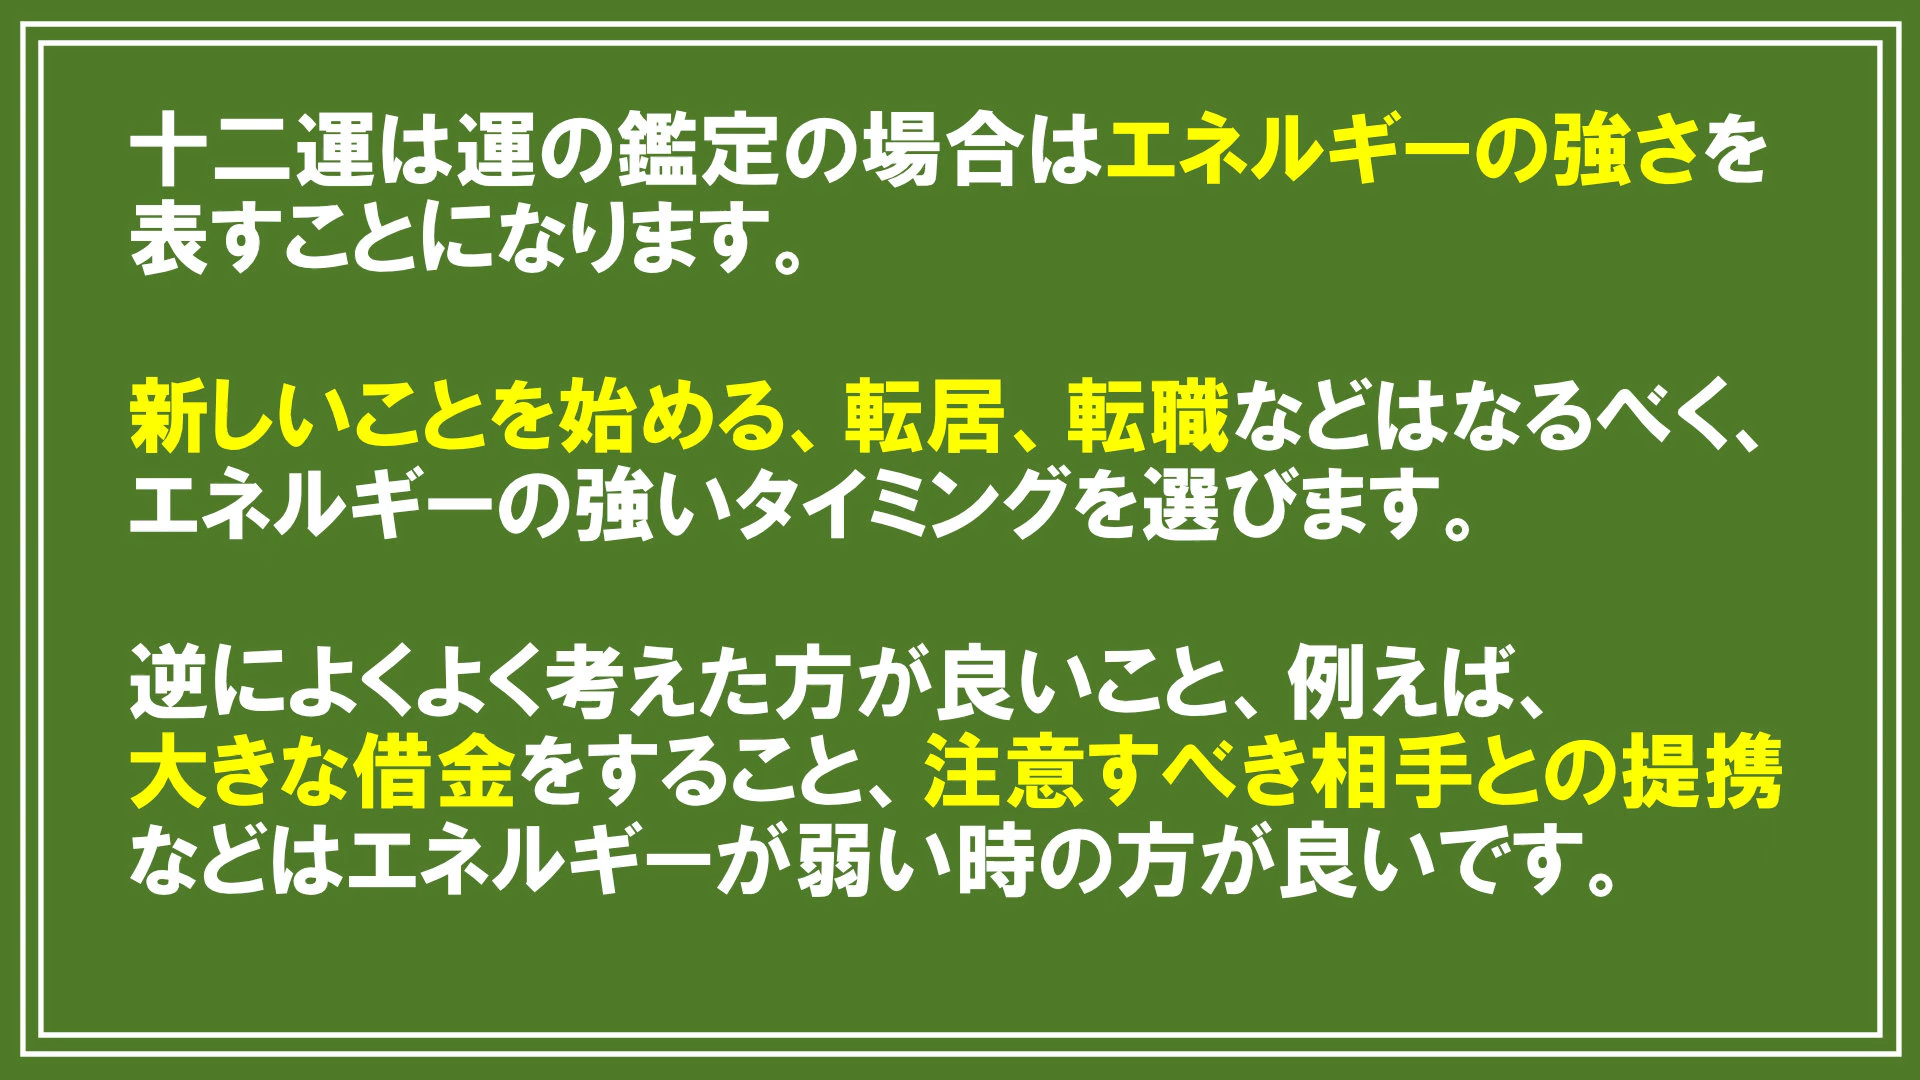 十二運は運の鑑定の場合はエネルギーの強さを
表すことになります。
新しいことを始める、転居、転職などはなるべく、
エネルギーの強いタイミングを選びます。
逆によくよく考えた方が良いこと、例えば、
大きな借金をすること、注意すべき相手との提携
などはエネルギーが弱い時の方が良いです。